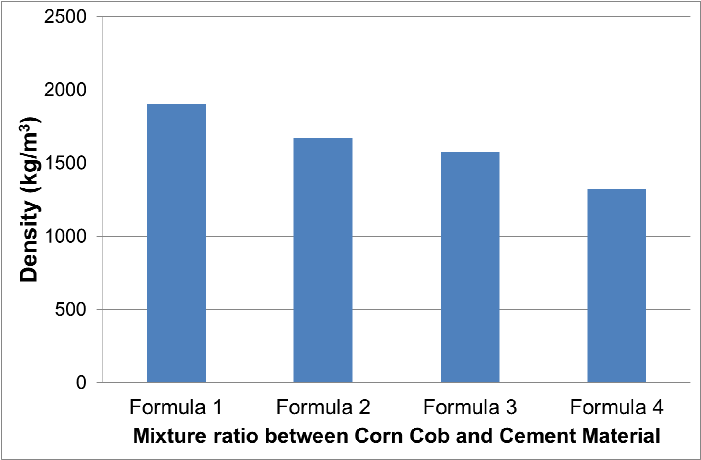 2500
2000
1500
1000
500
0
Density (kg/m³)
Formula 1 Formula 2 Formula 3 Formula 4
Mixture ratio between Corn Cob and Cement Material